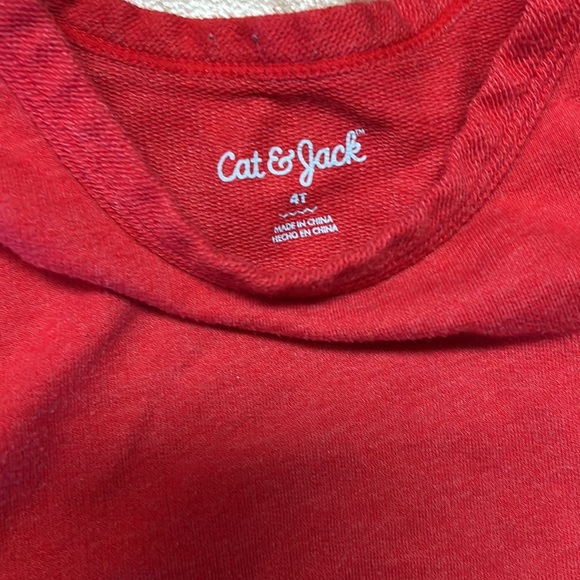 Cat & Jack™
4T
MADE IN CHINA
HECHO EN CHINA